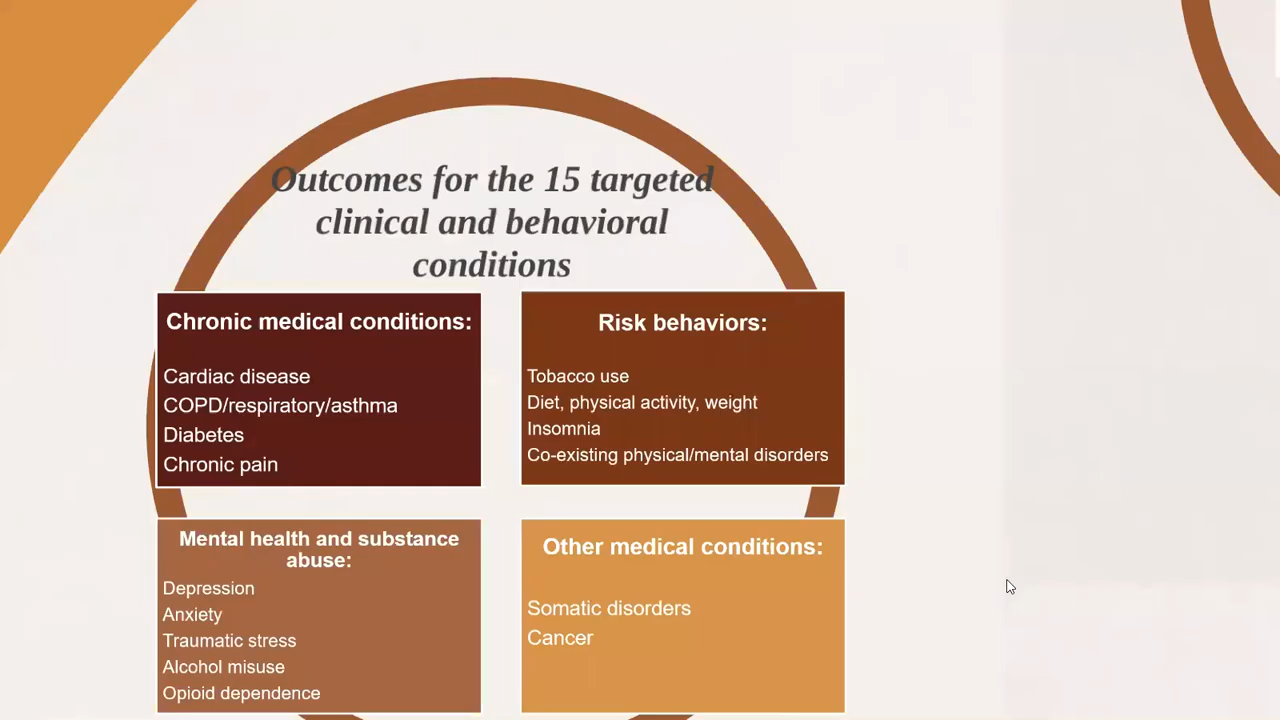 Outcomes for the 15 targeted
clinical and behavioral
conditions
Chronic medical conditions:
Cardiac disease
COPD/respiratory/asthma
Diabetes
Chronic pain
Risk behaviors:
Tobacco use
Diet, physical activity, weight
Insomnia
Co-existing physical/mental disorders
Mental health and substance
abuse:
Depression
Anxiety
Traumatic stress
Alcohol misuse
Opioid dependence
Other medical conditions:
Somatic disorders
Cancer